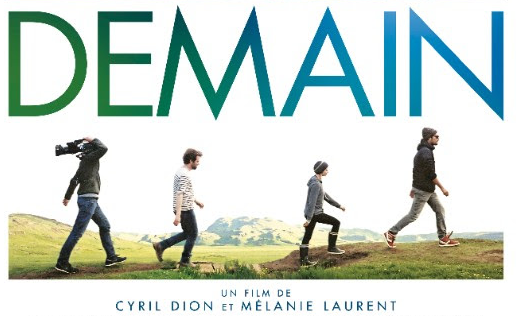 DEMAIN
UN FILM DE
CYRIL DION ET MÉLANIE LAURENT